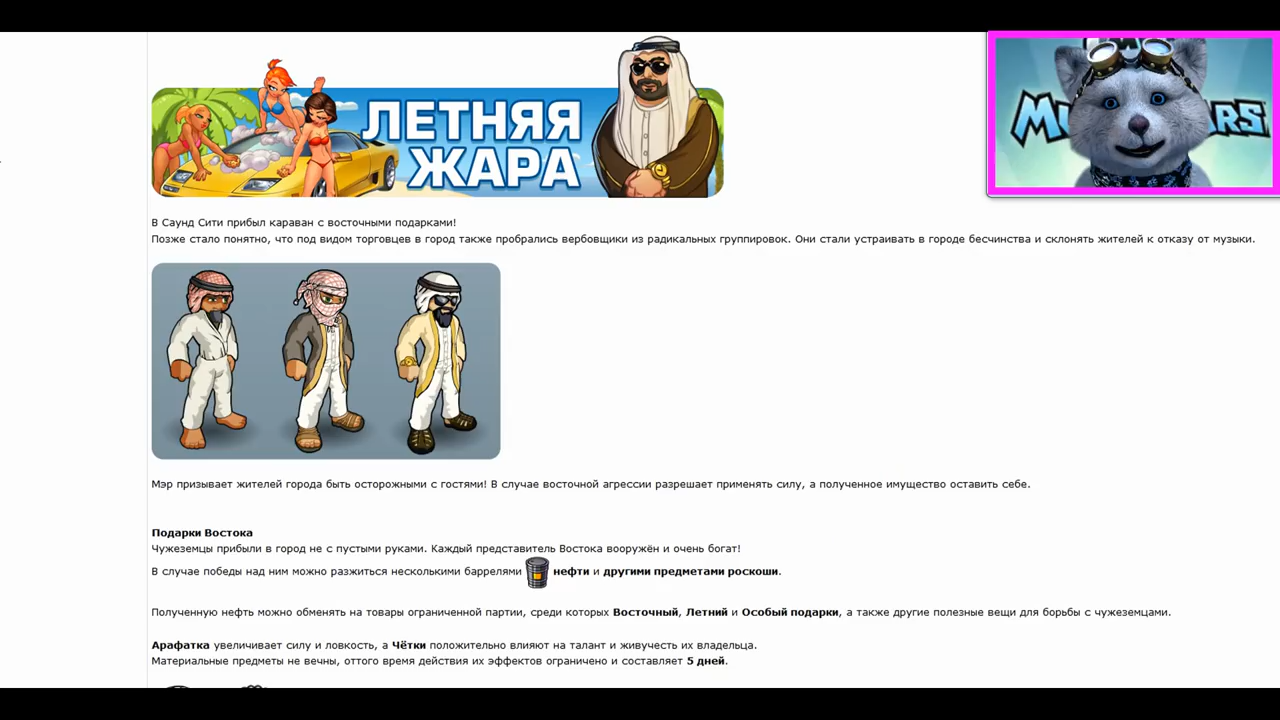 ЛЕТНЯЯ
ЖАРА
В Саунд Сити прибыл караван с восточными подарками!
Позже стало понятно, что под видом торговцев в город также пробрались вербовщики из радикальных группировок. Они стали устраивать в городе бесчинства и склонять жителей к отказу от музыки.
Мэр призывает жителей города быть осторожными с гостями! В случае восточной агрессии разрешает применять силу, а полученное имущество оставить себе.
Подарки Востока
Чужеземцы прибыли в город не с пустыми руками. Каждый представитель Востока вооружён и очень богат!
В случае победы над ним можно разжиться несколькими баррелями нефти и другими предметами роскоши.
Полученную нефть можно обменять на товары ограниченной партии, среди которых Восточный, Летний и Особый подарки, а также другие полезные вещи для борьбы с чужеземцами.
Арафатка увеличивает силу и ловкость, а Чётки положительно влияют на талант и живучесть их владельца.
Материальные предметы не вечны, оттого время действия их эффектов ограничено и составляет 5 дней.